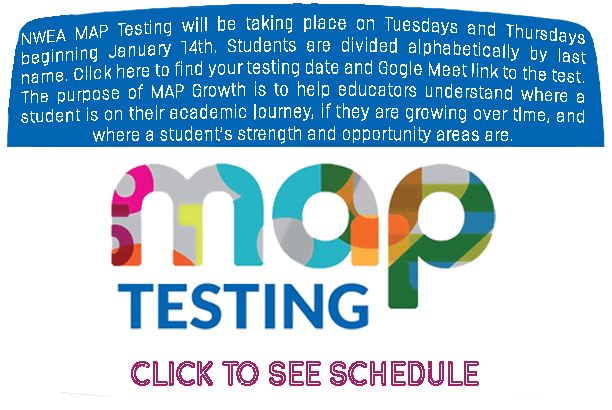 NWEA MAP Testing will be taking place on Tuesdays and Thursdays
beginning January 14th. Students are divided alphabetically by last
name. Click here to find your testing date and Gogle Meet link to the test.
The purpose of MAP Growth is to help educators understand where a
student is on their academic journey, if they are growing over time, and
where a student's strength and opportunity areas are.
map
TESTING
CLICK TO SEE SCHEDULE